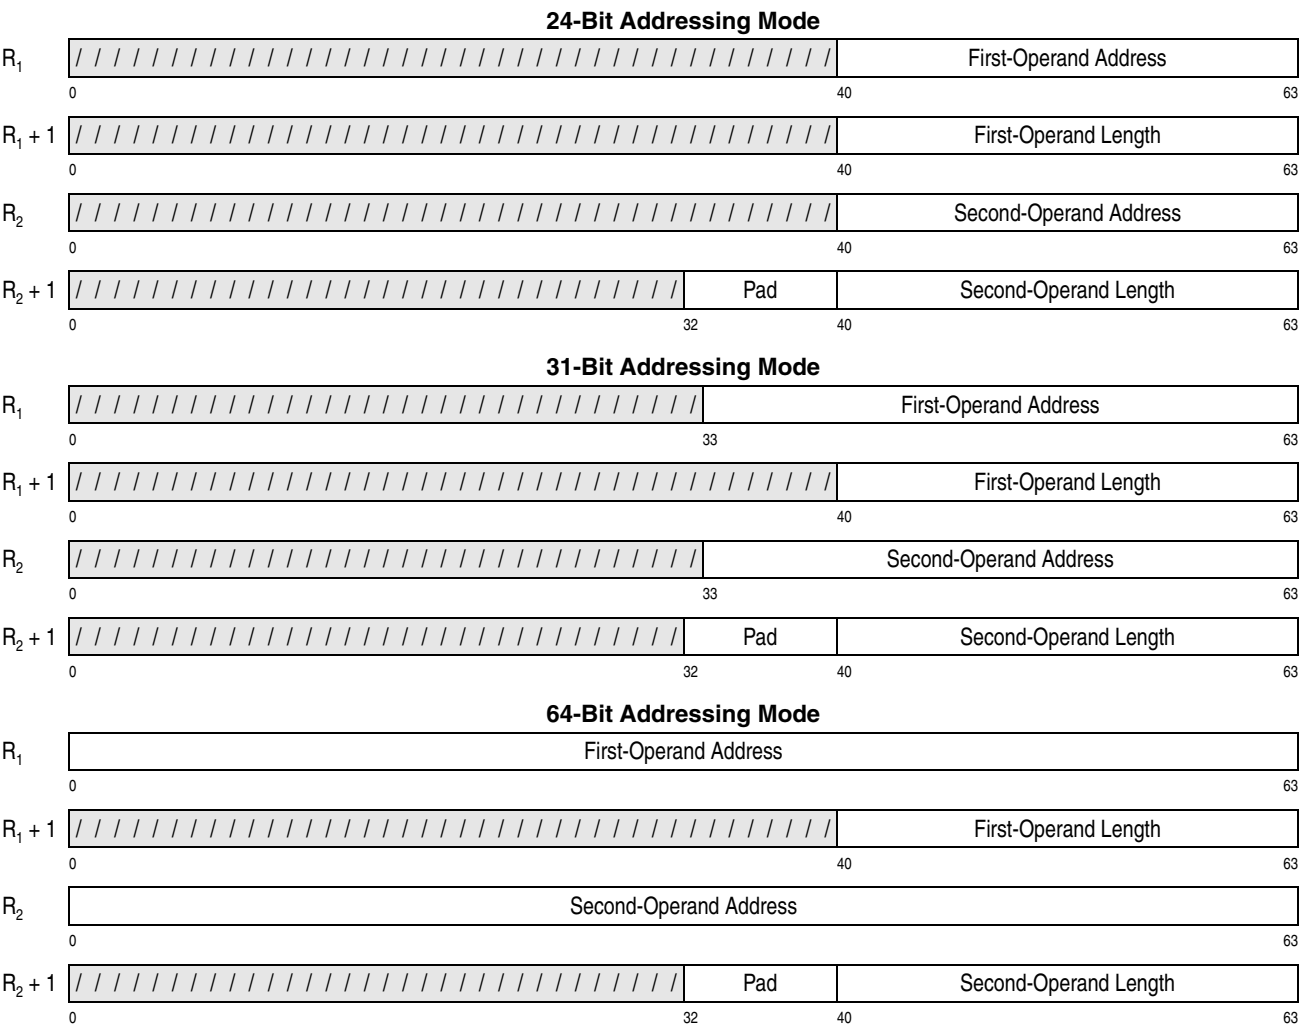 24-Bit Addressing Mode
R₁ / / / / / / / / / / / / / / / / / / / / / / / / / / / / / / / / / / / / / / / / First-Operand Address
0 40 63
R₁ + 1 / / / / / / / / / / / / / / / / / / / / / / / / / / / / / / / / / / / / / / / / First-Operand Length
0 40 63
R₂ / / / / / / / / / / / / / / / / / / / / / / / / / / / / / / / / / / / / / / / / Second-Operand Address
0 40 63
R₂ + 1 / / / / / / / / / / / / / / / / / / / / / / / / / / / / / / / / Pad Second-Operand Length
0 32 40 63
31-Bit Addressing Mode
R₁ / / / / / / / / / / / / / / / / / / / / / / / / / / / / / / / / / First-Operand Address
0 33 63
R₁ + 1 / / / / / / / / / / / / / / / / / / / / / / / / / / / / / / / / / / / / / / / / First-Operand Length
0 40 63
R₂ / / / / / / / / / / / / / / / / / / / / / / / / / / / / / / / / / Second-Operand Address
0 33 63
R₂ + 1 / / / / / / / / / / / / / / / / / / / / / / / / / / / / / / / / Pad Second-Operand Length
0 32 40 63
64-Bit Addressing Mode
R₁ First-Operand Address
0 63
R₁ + 1 / / / / / / / / / / / / / / / / / / / / / / / / / / / / / / / / / / / / / / / / First-Operand Length
0 40 63
R₂ Second-Operand Address
0 63
R₂ + 1 / / / / / / / / / / / / / / / / / / / / / / / / / / / / / / / / Pad Second-Operand Length
0 32 40 63